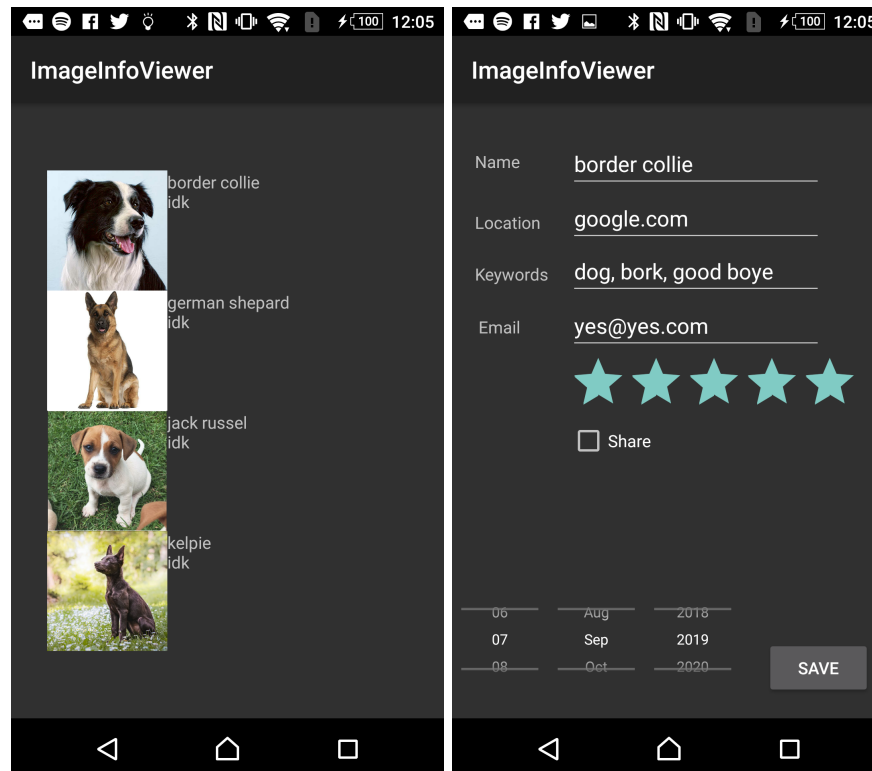 100 12:05
ImageInfoViewer
border collie
idk
german shepard
idk
jack russel
idk
kelpie
idk
100 12:05
ImageInfoViewer
Name border collie
Location google.com
Keywords dog, bork, good boye
Email yes@yes.com
Share
06 Aug 2018
07 Sep 2019
08 Oct 2020
SAVE